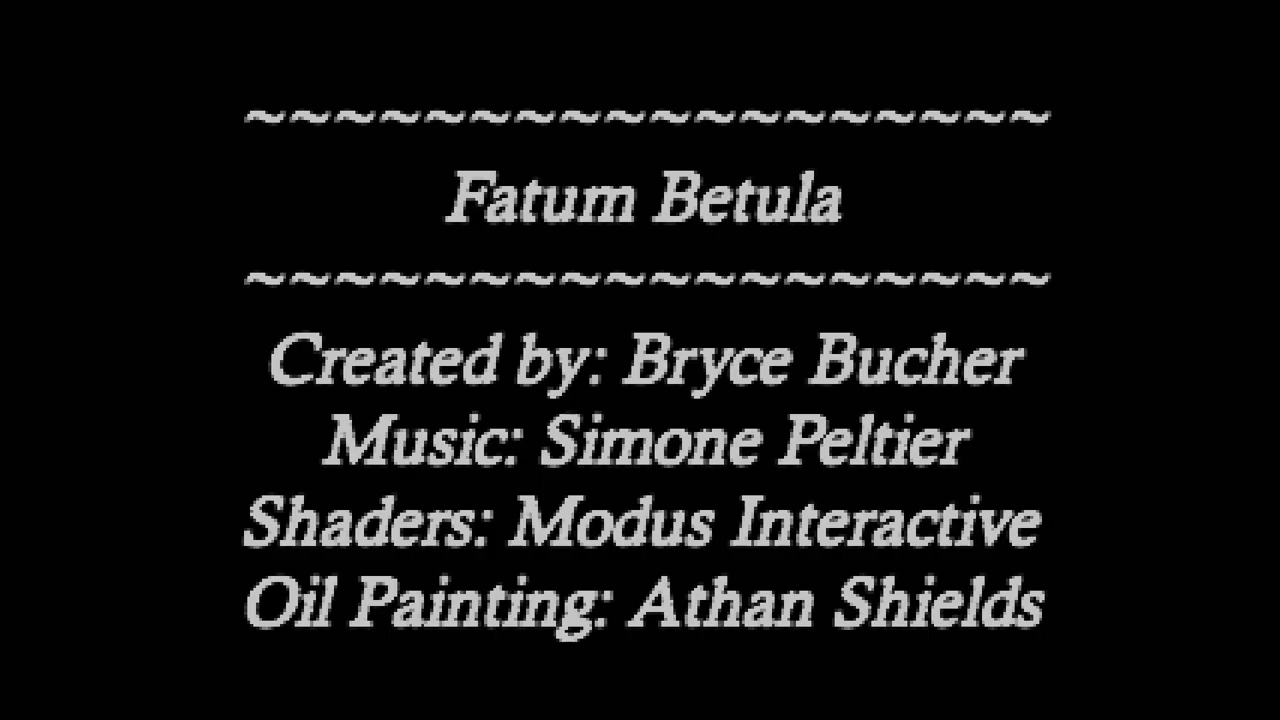 ~~~~~~~~~~~~~~~~~~
Fatum Betula
~~~~~~~~~~~~~~~~~~
Created by: Bryce Bucher
Music: Simone Peltier
Shaders: Modus Interactive
Oil Painting: Athan Shields